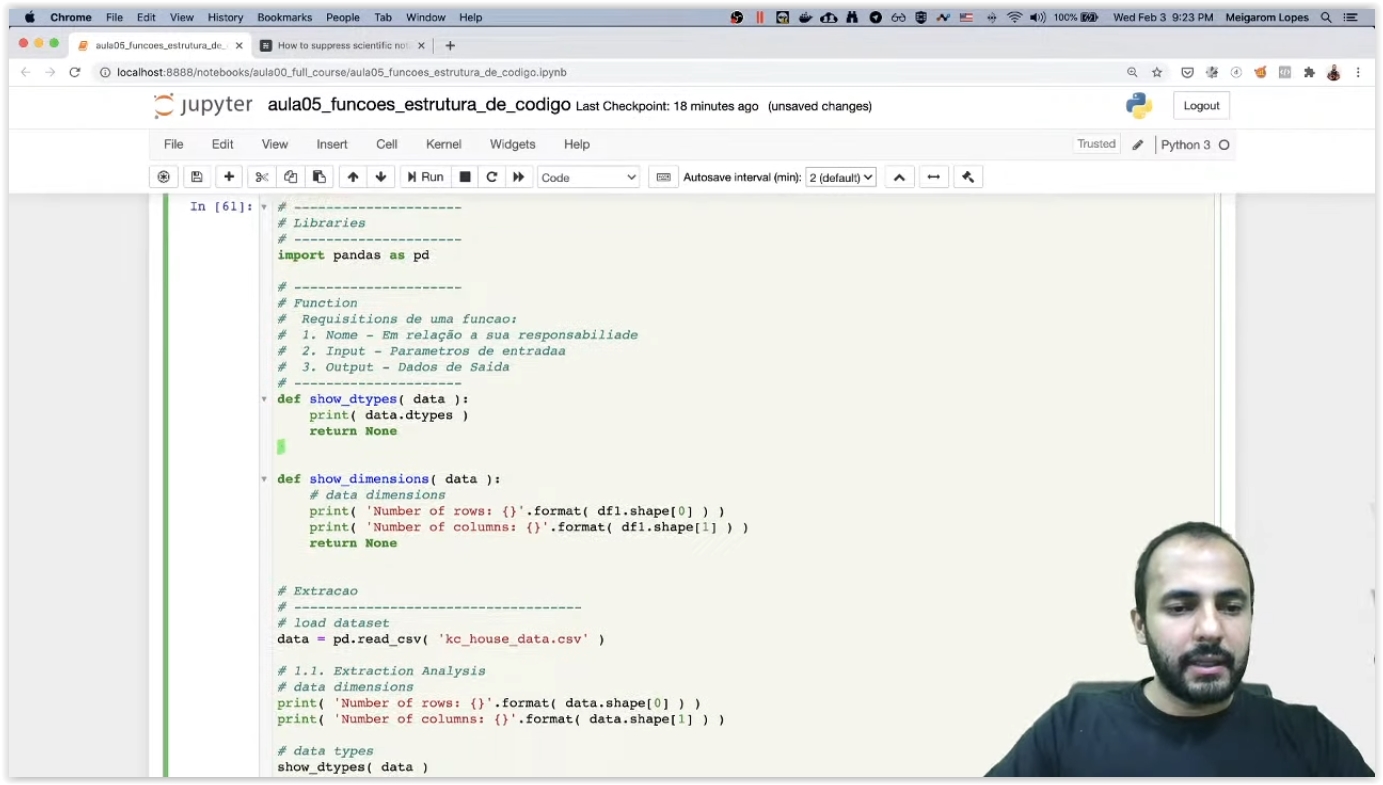 Chrome File Edit View History Bookmarks People Tab Window Help 100% Wed Feb 3 9:23 PM Meigarom Lopes
aula05_funcoes_estrutura_de_ How to suppress scientific not
localhost:8888/notebooks/aula00_full_course/aula05_funcoes_estrutura_de_codigo.ipynb
jupyter aula05_funcoes_estrutura_de_codigo Last Checkpoint: 18 minutes ago (unsaved changes) Logout
File Edit View Insert Cell Kernel Widgets Help Trusted Python 3
Run Code Autosave interval (min): 2 (default)
In [61]: # ---------------------
# Libraries
# ---------------------
import pandas as pd
# ---------------------
# Function
#  Requisitions de uma funcao:
#  1. Nome - Em relação a sua responsabiliade
#  2. Input - Parametros de entradaa
#  3. Output - Dados de Saida
# ---------------------
def show_dtypes( data ):
    print( data.dtypes )
    return None
def show_dimensions( data ):
    # data dimensions
    print( 'Number of rows: {}'.format( df1.shape[0] ) )
    print( 'Number of columns: {}'.format( df1.shape[1] ) )
    return None
# Extracao
# ------------------------------------
# load dataset
data = pd.read_csv( 'kc_house_data.csv' )
# 1.1. Extraction Analysis
# data dimensions
print( 'Number of rows: {}'.format( data.shape[0] ) )
print( 'Number of columns: {}'.format( data.shape[1] ) )
# data types
show_dtypes( data )